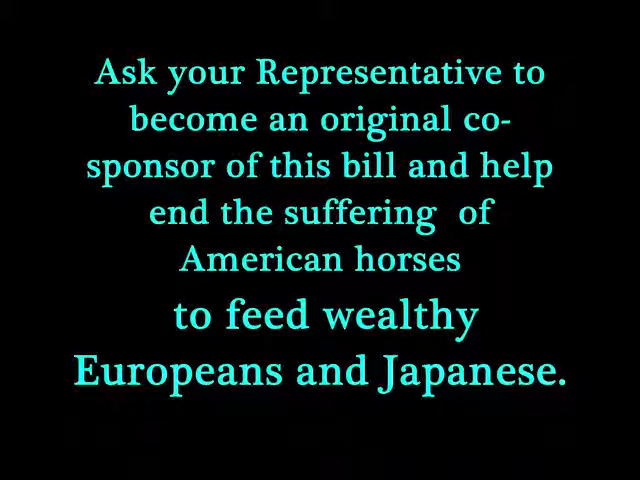 Ask your Representative to
become an original co-
sponsor of this bill and help
end the suffering  of
American horses
to feed wealthy
Europeans and Japanese.